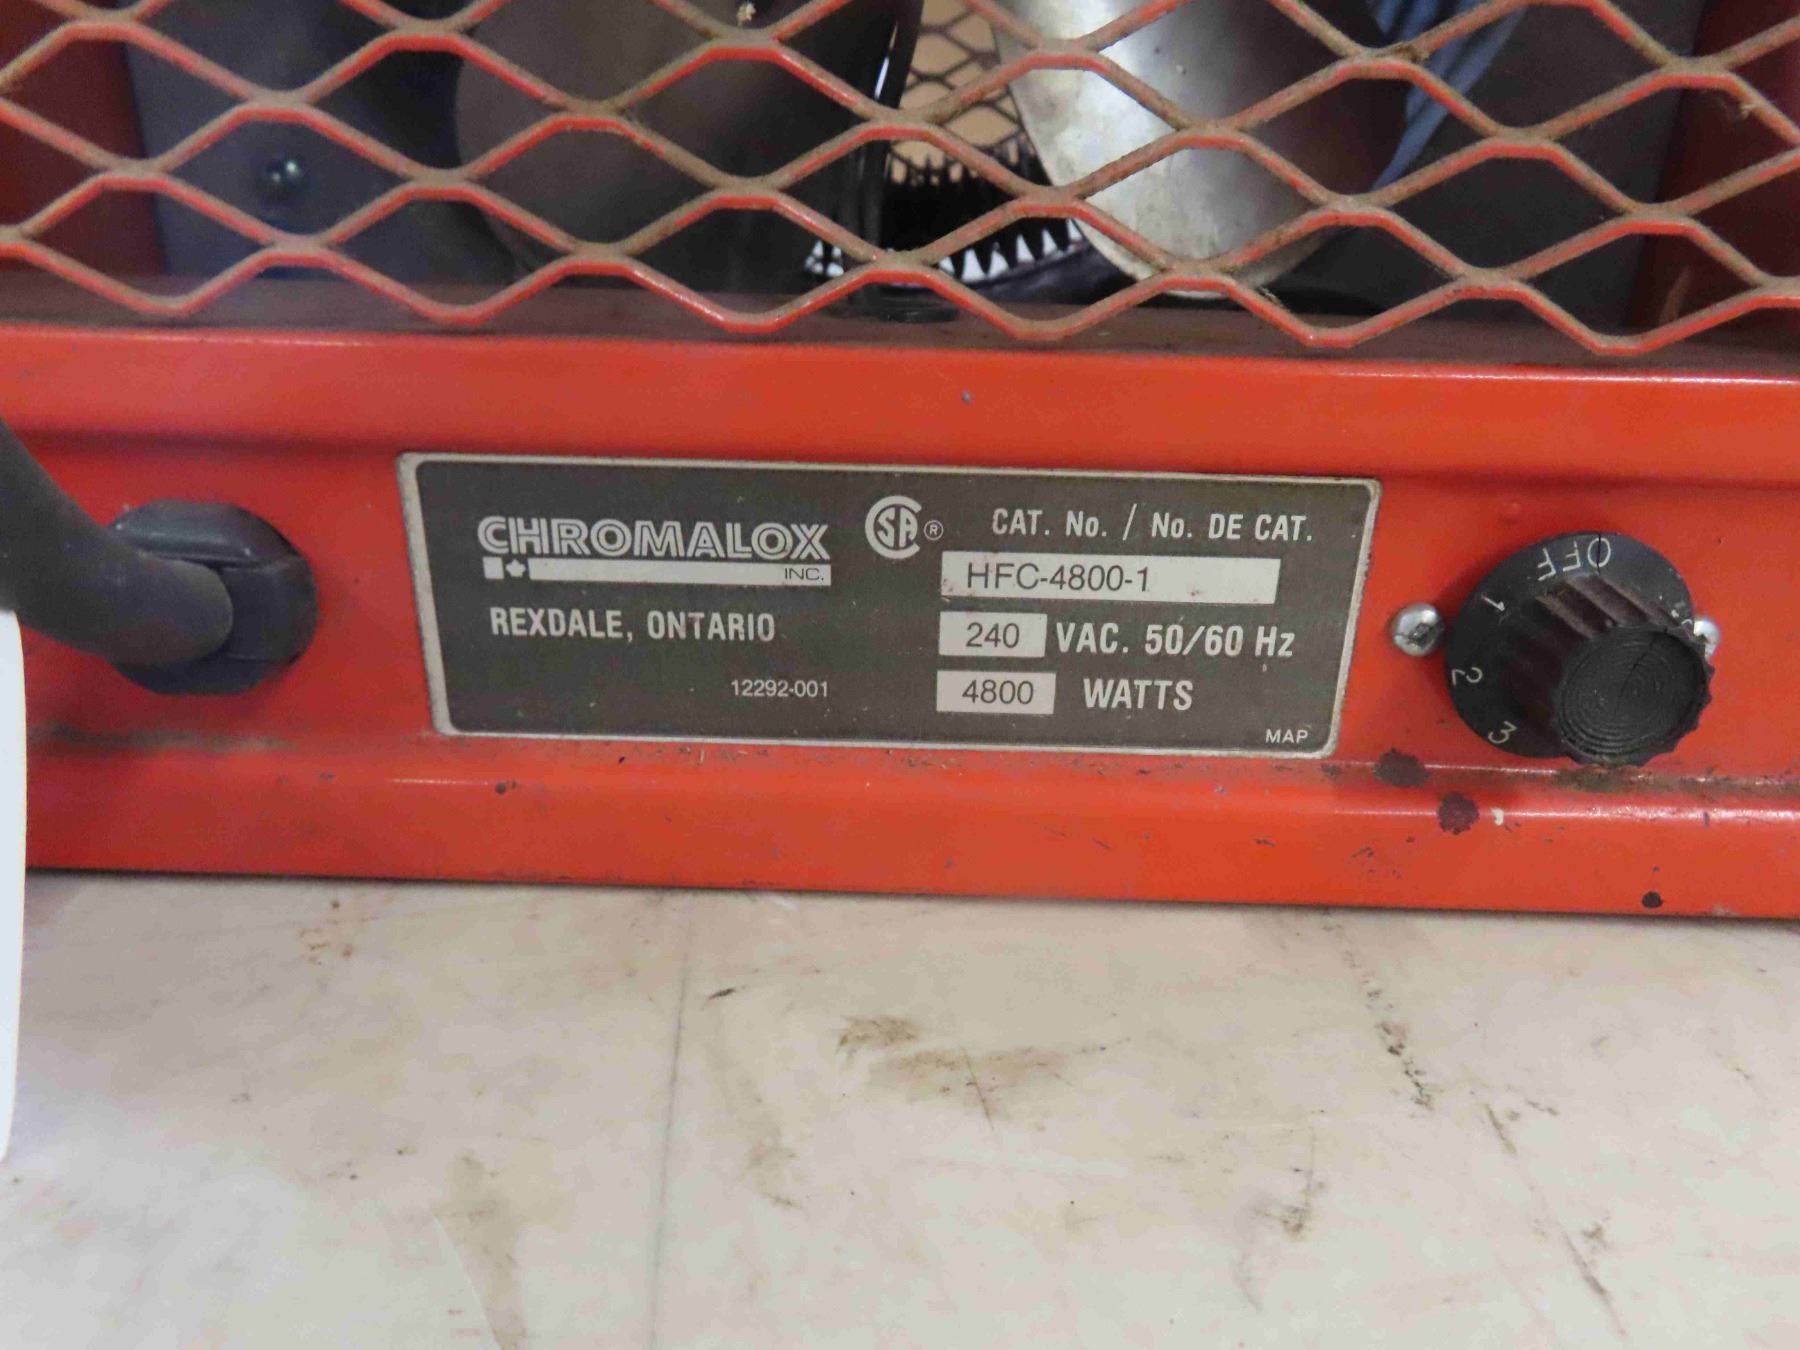 CHROMALOX
INC.
REXDALE, ONTARIO
12292-001
SA ®
CAT. No. / No. DE CAT.
HFC-4800-1
240 VAC. 50/60 Hz
4800 WATTS
MAP
OFF
1
2
3